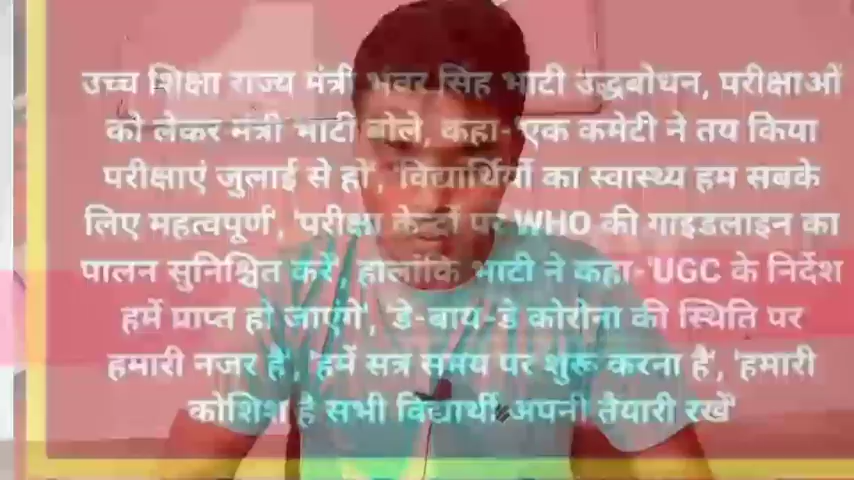 उच्च शिक्षा राज्य मंत्री भंवर सिंह भाटी उद्धबोधन, परीक्षाओं
को लेकर मंत्री भाटी बोले, कहा- 'एक कमेटी ने तय किया
परीक्षाएं जुलाई से हों', 'विद्यार्थियों का स्वास्थ्य हम सबके
लिए महत्वपूर्ण', 'परीक्षा केन्द्रों पर WHO की गाइडलाइन का
पालन सुनिश्चित करें', हालांकि भाटी ने कहा-'UGC के निर्देश
हमें प्राप्त हो जाएंगे', डे-बाय-डे कोरोना की स्थिति पर
हमारी नजर है', 'हमें सत्र समय पर शुरू करना है', 'हमारी
कोशिश है सभी विद्यार्थी अपनी तैयारी रखें'